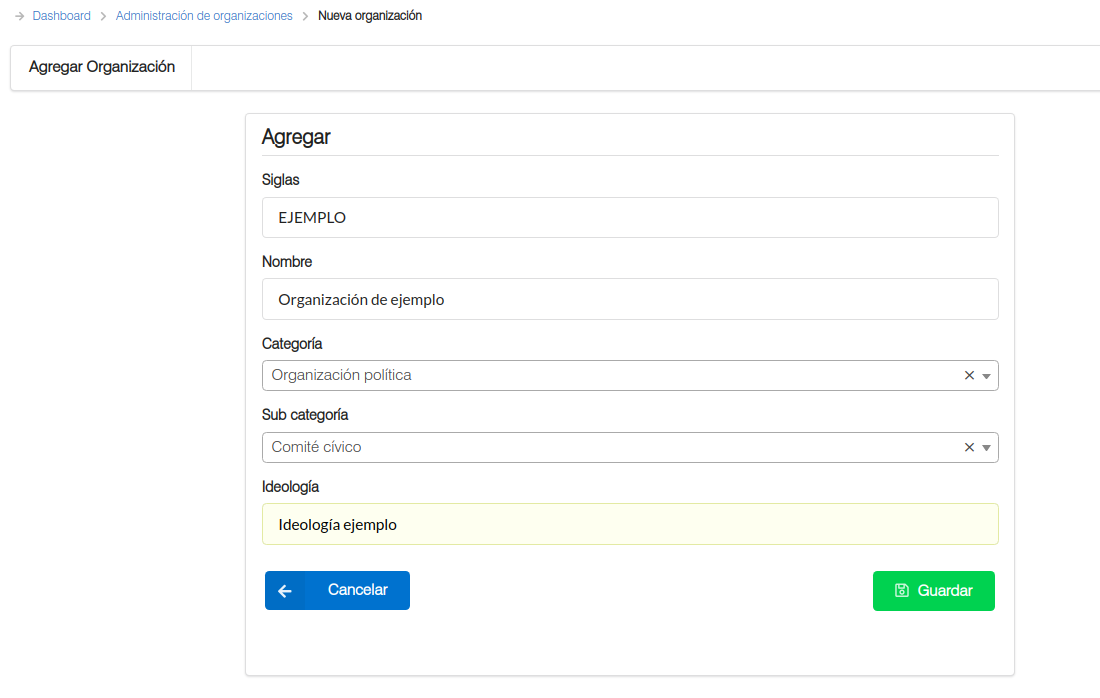 Dashboard Administración de organizaciones Nueva organización
Agregar Organización
Agregar
Siglas
EJEMPLO
Nombre
Organización de ejemplo
Categoría
Organización política
Sub categoría
Comité cívico
Ideología
Ideología ejemplo
Cancelar Guardar